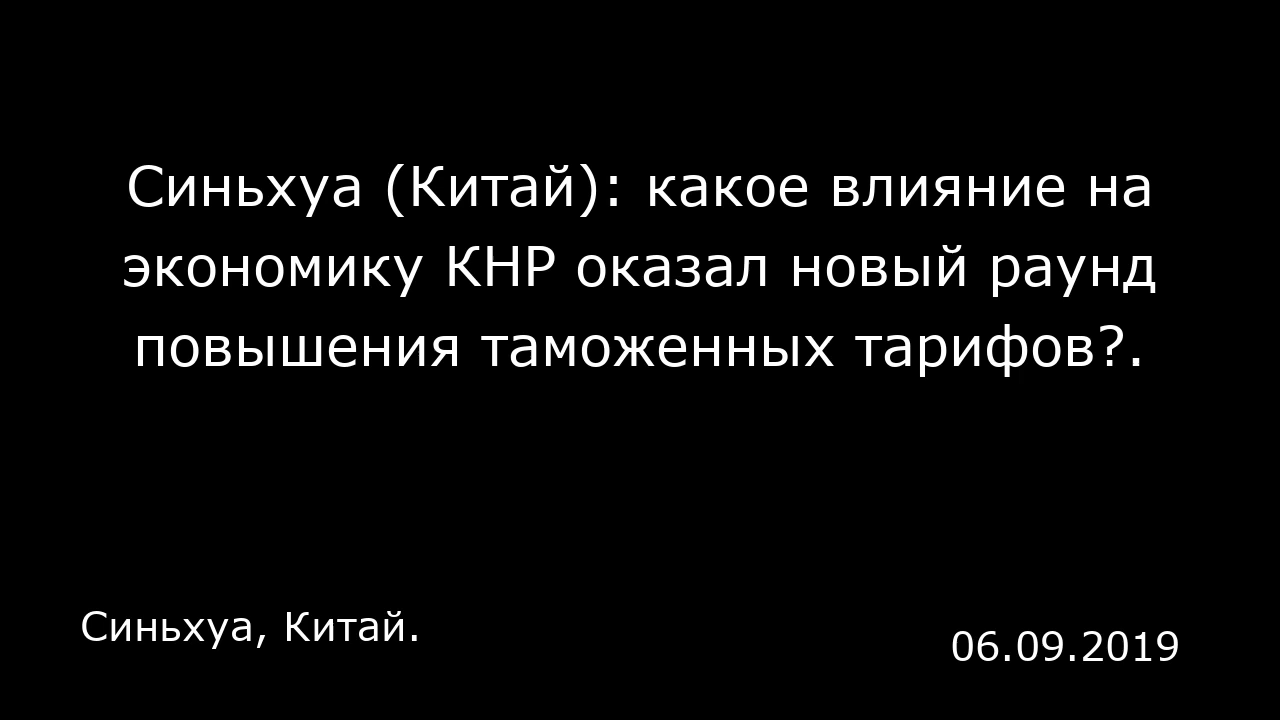 Синьхуа (Китай): какое влияние на
экономику КНР оказал новый раунд
повышения таможенных тарифов?.
Синьхуа, Китай.
06.09.2019